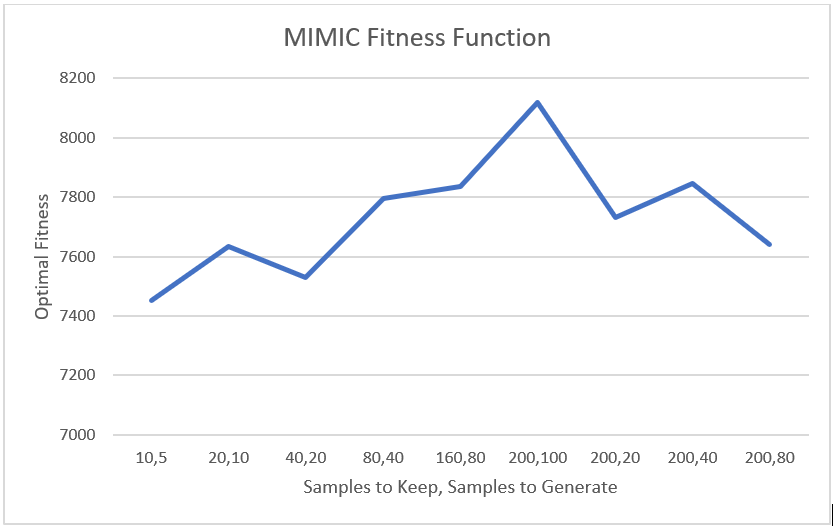 MIMIC Fitness Function
Optimal Fitness
8200
8000
7800
7600
7400
7200
7000
10,5 20,10 40,20 80,40 160,80 200,100 200,20 200,40 200,80
Samples to Keep, Samples to Generate